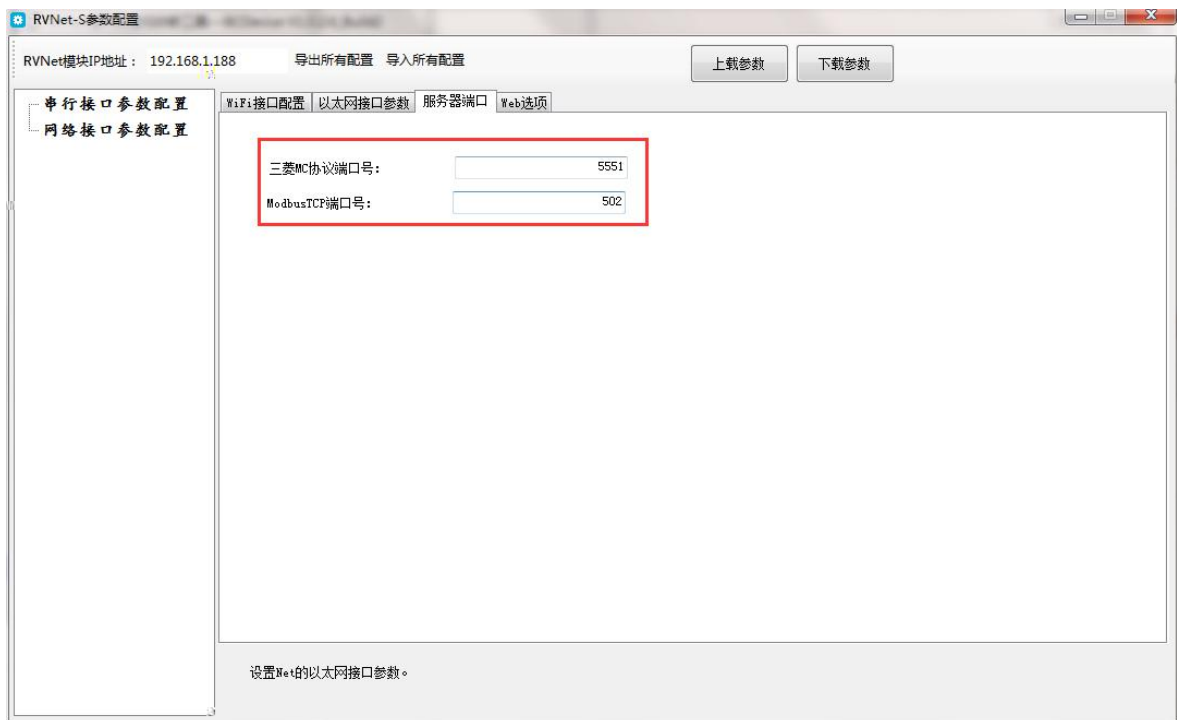 RVNet-S参数配置
RVNet模块IP地址： 192.168.1.188 导出所有配置 导入所有配置 上载参数 下载参数
串行接口参数配置
网络接口参数配置
WiFi接口配置 以太网接口参数 服务器端口 Web选项
三菱MC协议端口号： 5551
ModbusTCP端口号： 502
设置Net的以太网接口参数。